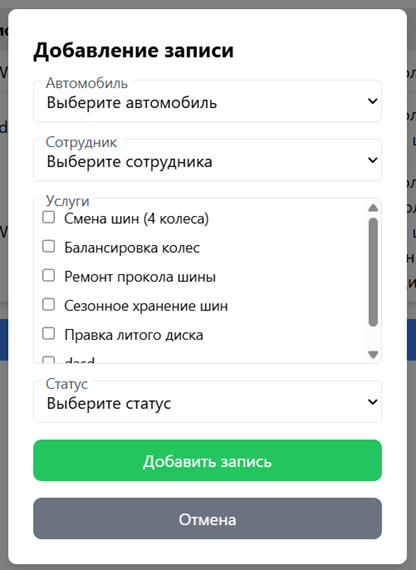 Добавление записи
Автомобиль
Выберите автомобиль
Сотрудник
Выберите сотрудника
Услуги
Смена шин (4 колеса)
Балансировка колес
Ремонт прокола шины
Сезонное хранение шин
Правка литого диска
Статус
Выберите статус
Добавить запись
Отмена